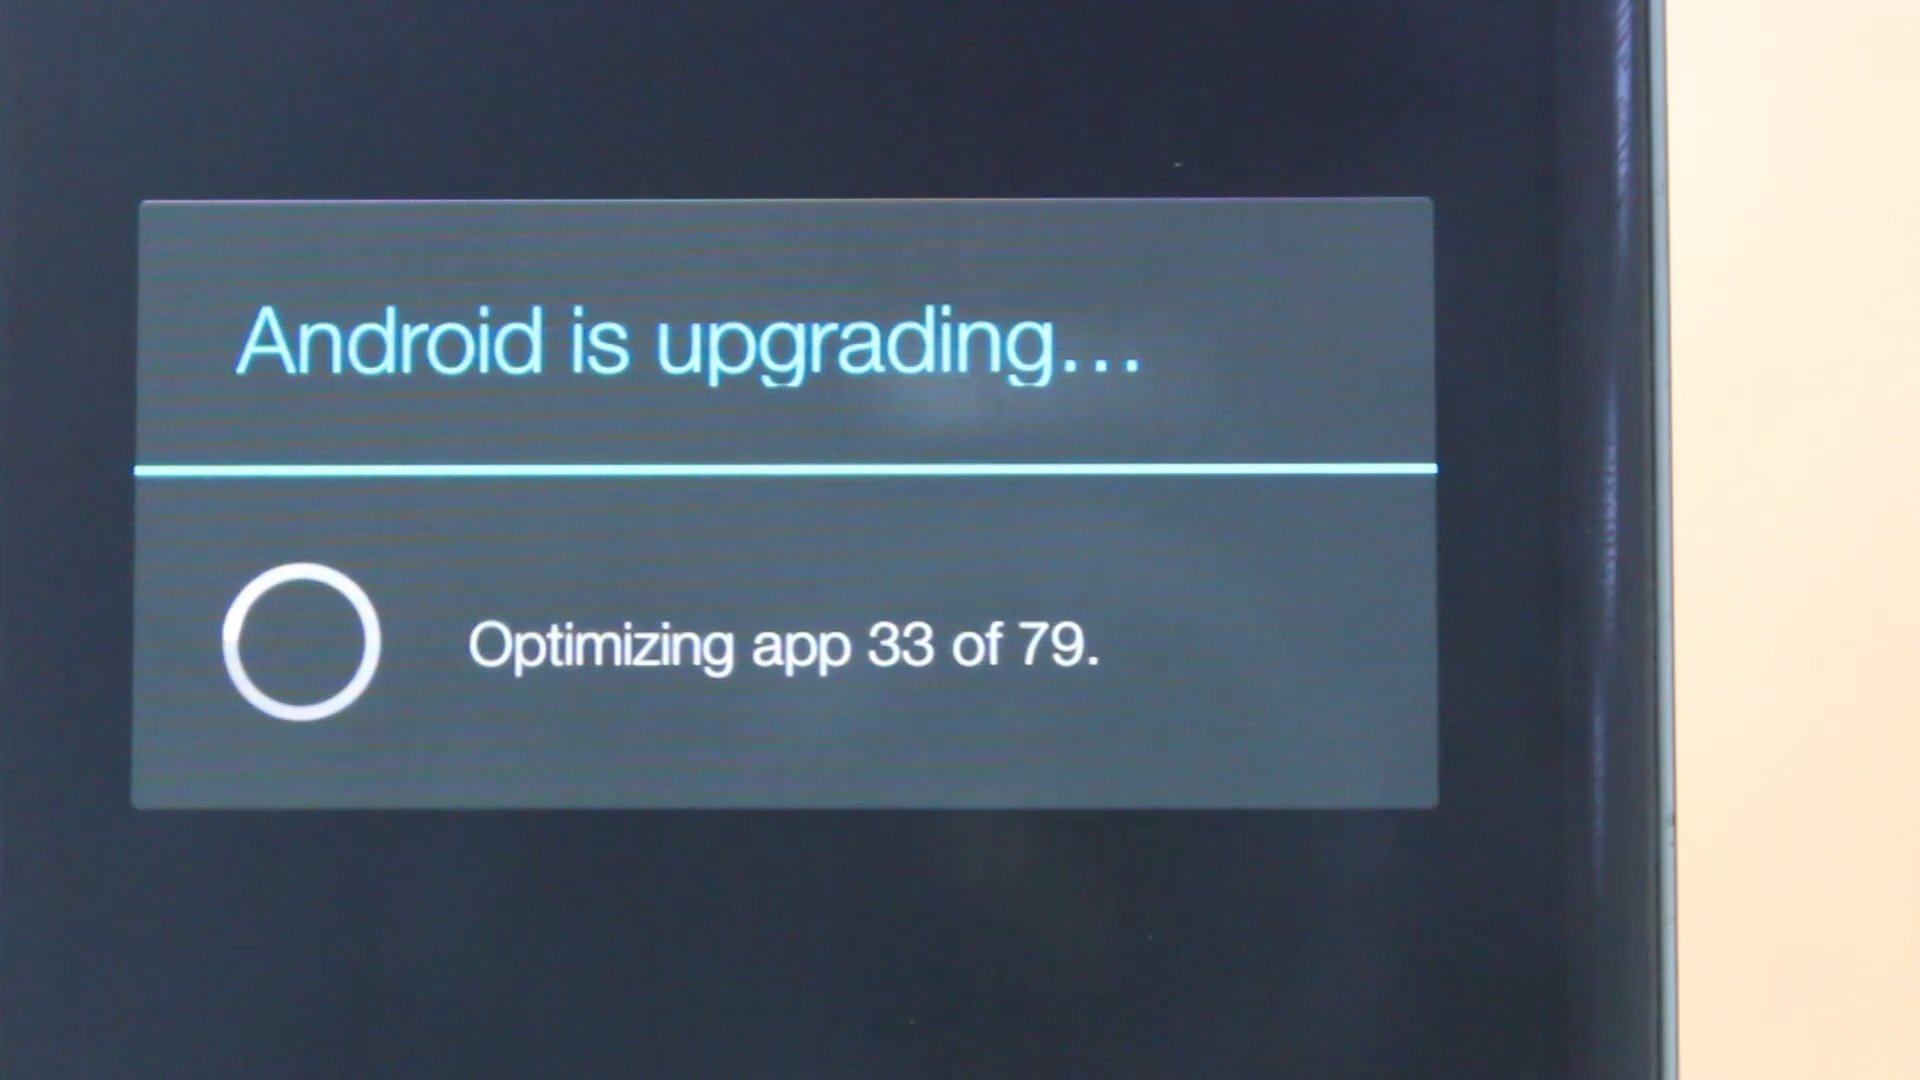 Android is upgrading...
Optimizing app 33 of 79.